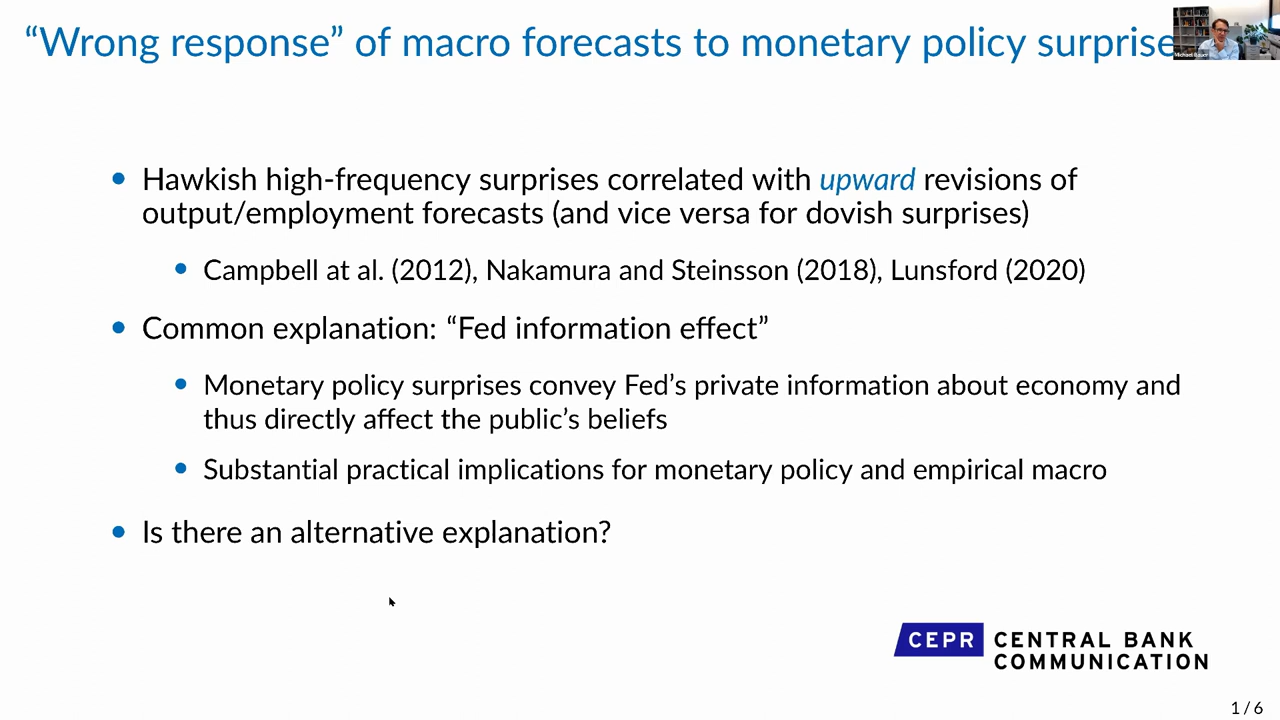 “Wrong response” of macro forecasts to monetary policy surprise
Hawkish high-frequency surprises correlated with upward revisions of
output/employment forecasts (and vice versa for dovish surprises)
Campbell at al. (2012), Nakamura and Steinsson (2018), Lunsford (2020)
Common explanation: “Fed information effect”
Monetary policy surprises convey Fed’s private information about economy and
thus directly affect the public’s beliefs
Substantial practical implications for monetary policy and empirical macro
Is there an alternative explanation?
CEPR CENTRAL BANK
COMMUNICATION
1 / 6